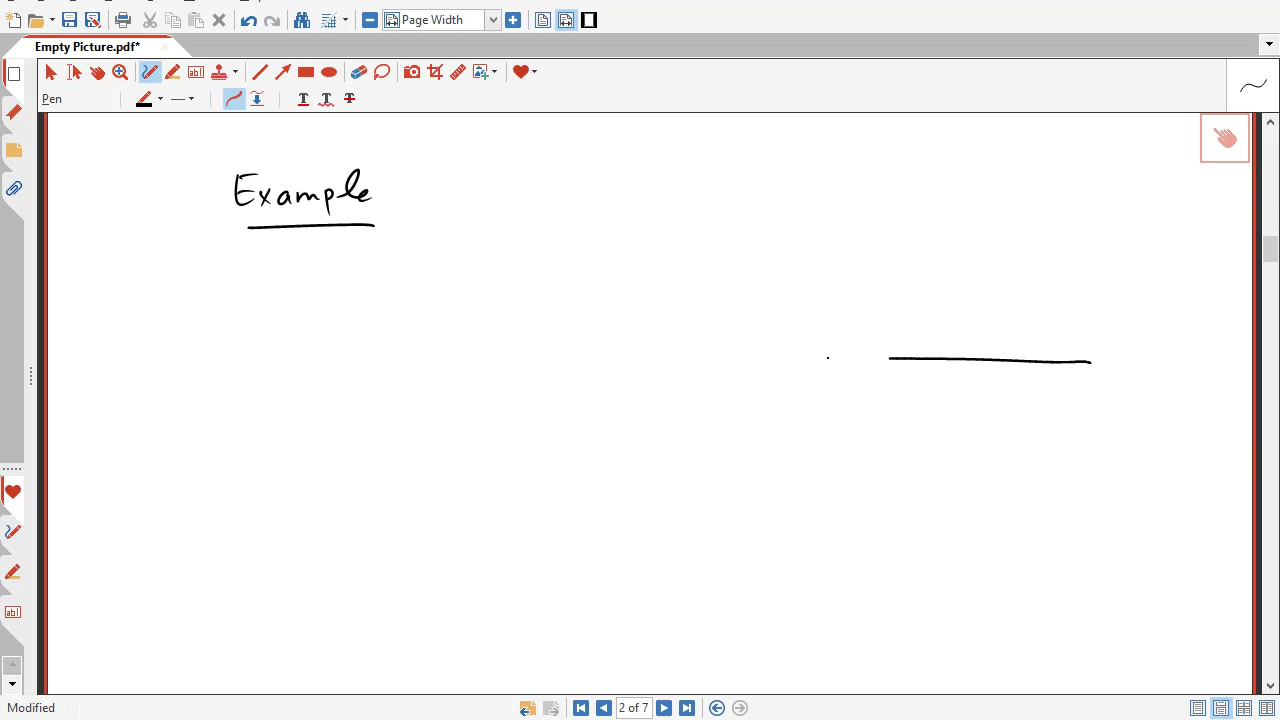 Page Width
Empty Picture.pdf*
Pen
Example
Modified
2 of 7